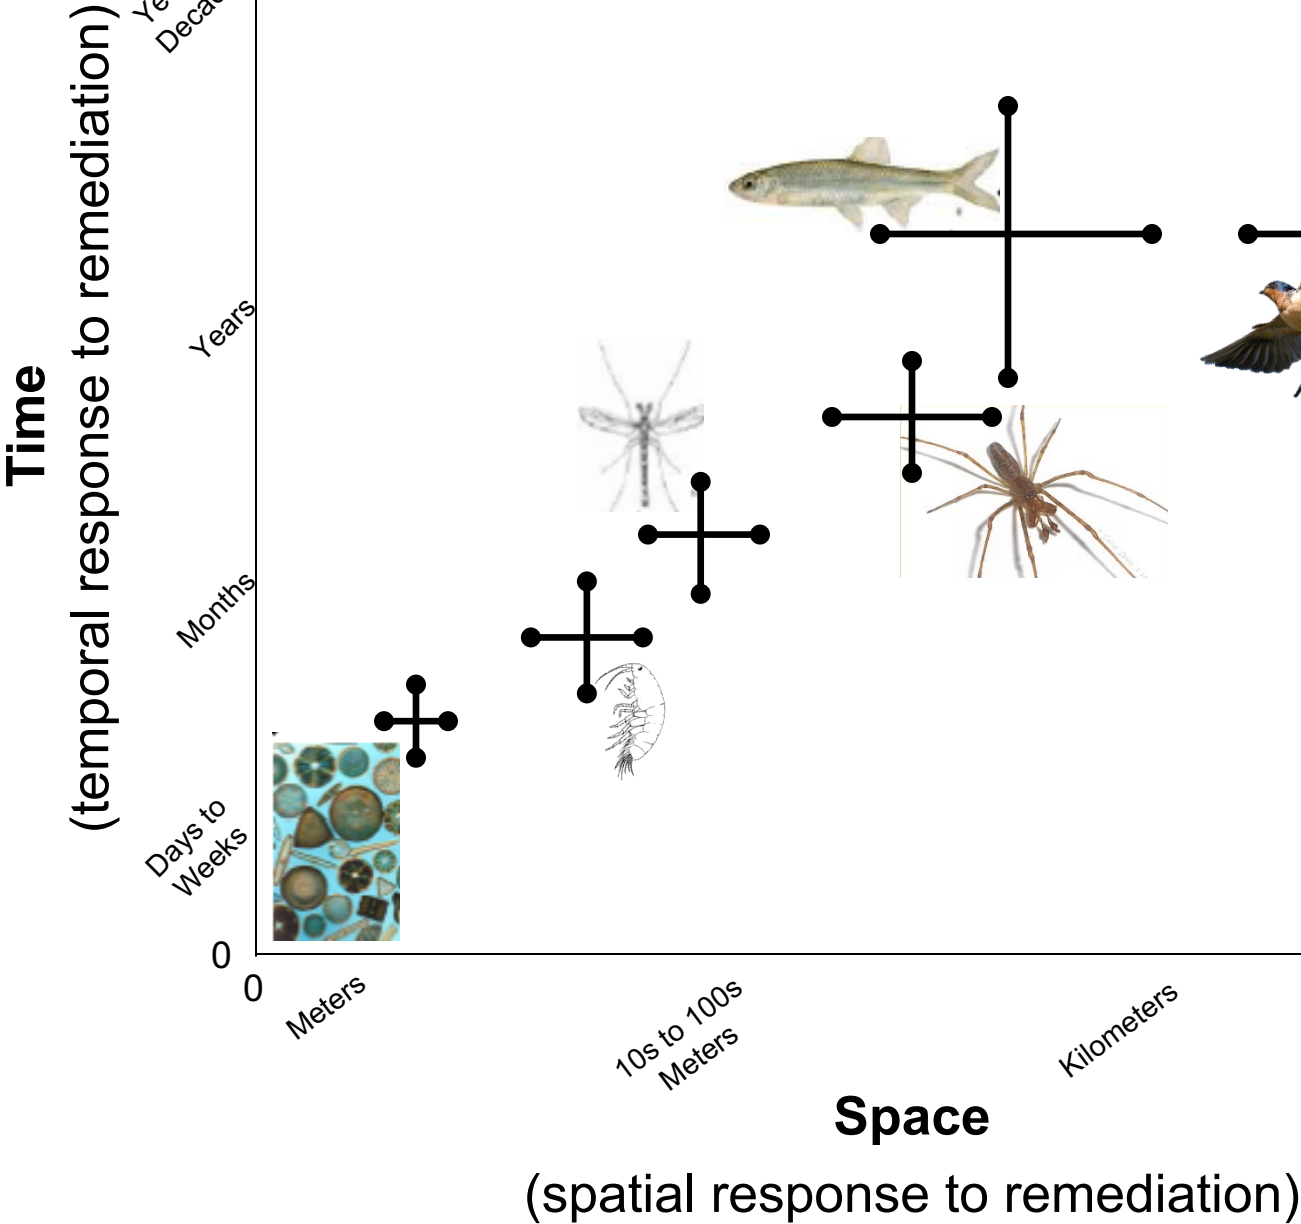 Time
(temporal response to remediation)
Years
Months
Days to
Weeks
0
0
Meters
10s to 100s
Meters
Kilometers
Space
(spatial response to remediation)